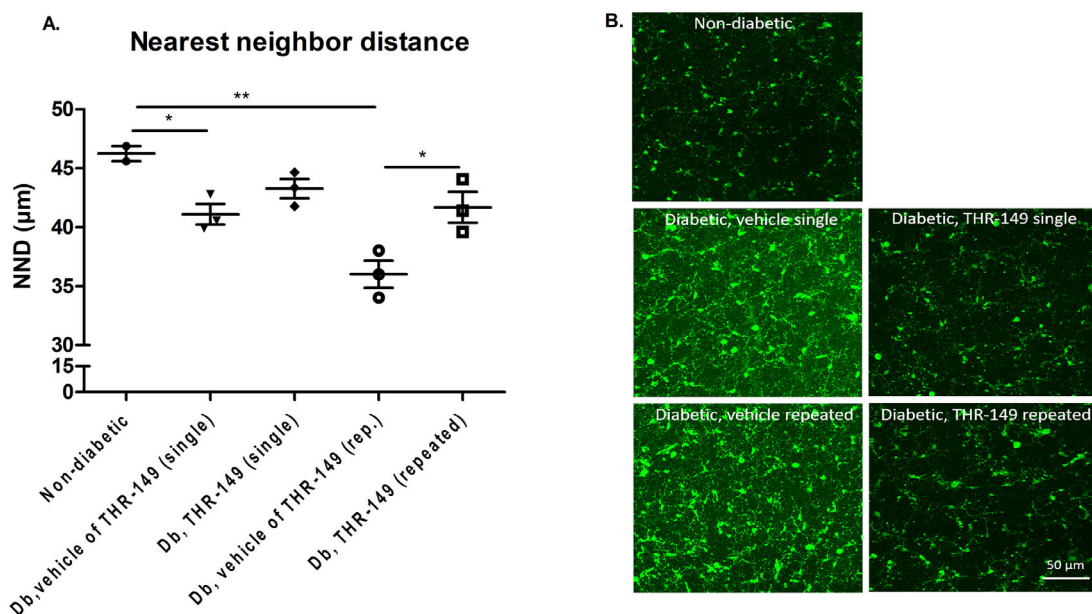 A.
Nearest neighbor distance
**
*
*
50
45
40
35
30
15
0
NND (µm)
Non-diabetic
Db,vehicle of THR-149 (single)
Db, THR-149 (single)
Db, vehicle of THR-149 (rep.)
Db, THR-149 (repeated)
B.
Non-diabetic
Diabetic, vehicle single
Diabetic, THR-149 single
Diabetic, vehicle repeated
Diabetic, THR-149 repeated
50 µm